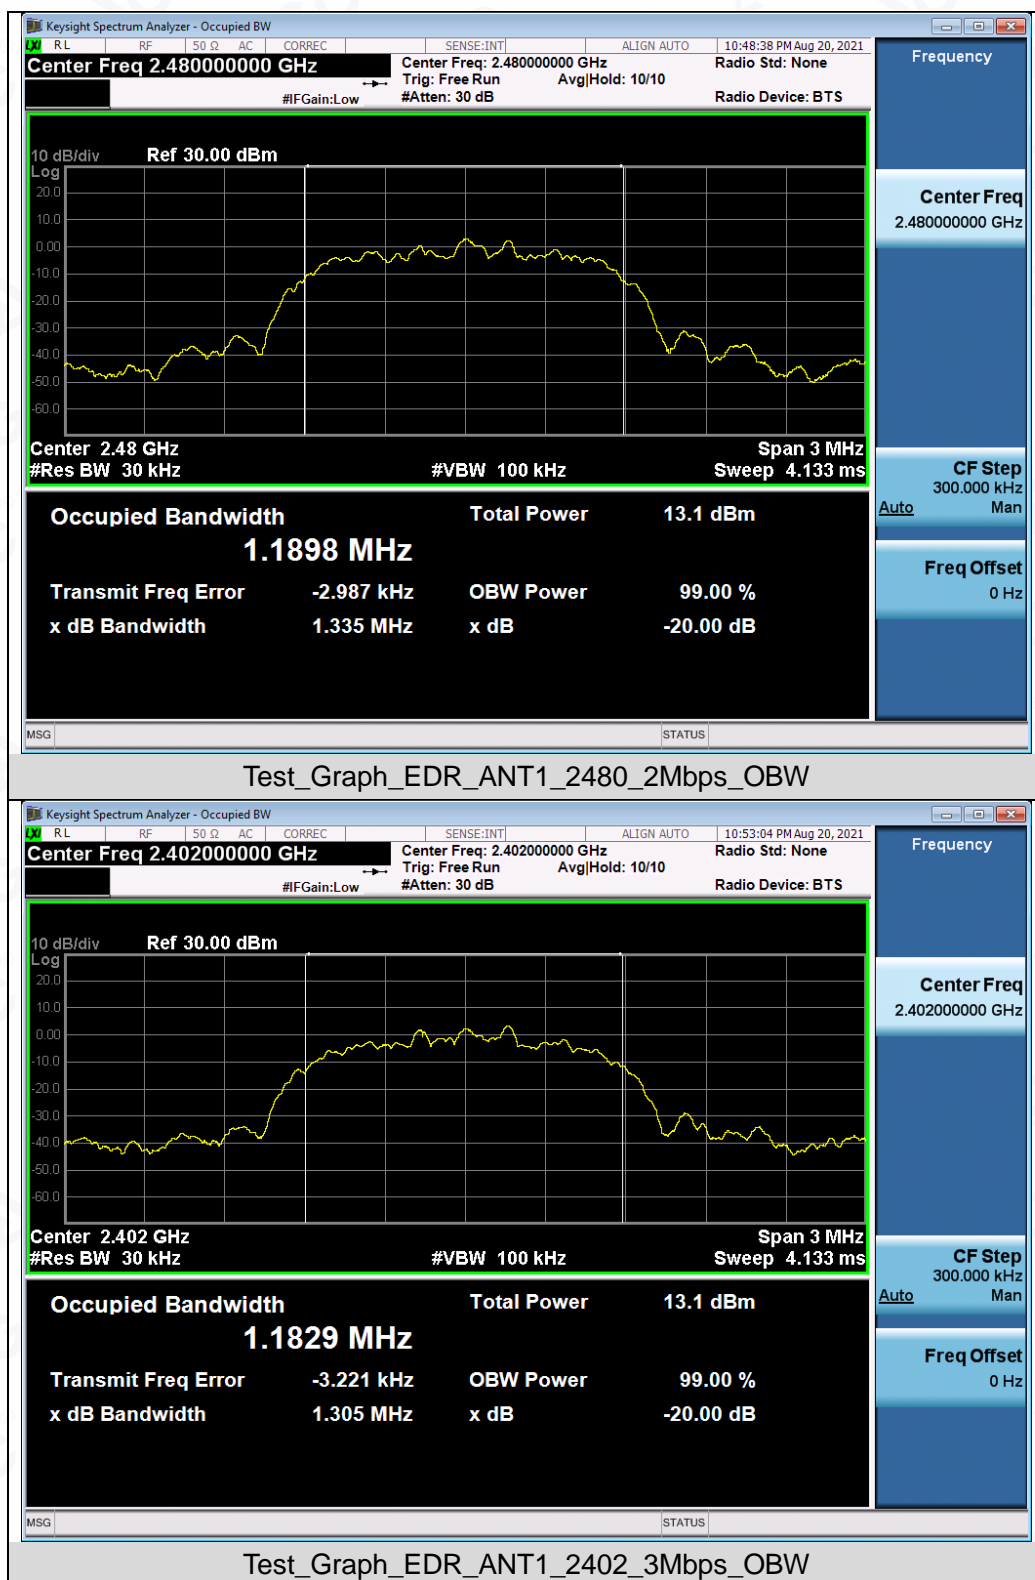 Keysight Spectrum Analyzer - Occupied BW
LXI RL RF 50 Ω AC CORREC SENSE:INT ALIGN AUTO 10:48:38 PM Aug 20, 2021
Center Freq 2.480000000 GHz Center Freq: 2.480000000 GHz Radio Std: None
Trig: Free Run Avg|Hold: 10/10
#IFGain:Low #Atten: 30 dB Radio Device: BTS
10 dB/div Ref 30.00 dBm
Log
20.0
10.0
0.00
-10.0
-20.0
-30.0
-40.0
-50.0
-60.0
Center 2.48 GHz Span 3 MHz
#Res BW 30 kHz #VBW 100 kHz Sweep 4.133 ms
Occupied Bandwidth Total Power 13.1 dBm
1.1898 MHz
Transmit Freq Error -2.987 kHz OBW Power 99.00 %
x dB Bandwidth 1.335 MHz x dB -20.00 dB
MSG STATUS
Frequency
Center Freq
2.480000000 GHz
CF Step
300.000 kHz
Auto Man
Freq Offset
0 Hz
Test_Graph_EDR_ANT1_2480_2Mbps_OBW
Keysight Spectrum Analyzer - Occupied BW
LXI RL RF 50 Ω AC CORREC SENSE:INT ALIGN AUTO 10:53:04 PM Aug 20, 2021
Center Freq 2.402000000 GHz Center Freq: 2.402000000 GHz Radio Std: None
Trig: Free Run Avg|Hold: 10/10
#IFGain:Low #Atten: 30 dB Radio Device: BTS
10 dB/div Ref 30.00 dBm
Log
20.0
10.0
0.00
-10.0
-20.0
-30.0
-40.0
-50.0
-60.0
Center 2.402 GHz Span 3 MHz
#Res BW 30 kHz #VBW 100 kHz Sweep 4.133 ms
Occupied Bandwidth Total Power 13.1 dBm
1.1829 MHz
Transmit Freq Error -3.221 kHz OBW Power 99.00 %
x dB Bandwidth 1.305 MHz x dB -20.00 dB
MSG STATUS
Frequency
Center Freq
2.402000000 GHz
CF Step
300.000 kHz
Auto Man
Freq Offset
0 Hz
Test_Graph_EDR_ANT1_2402_3Mbps_OBW